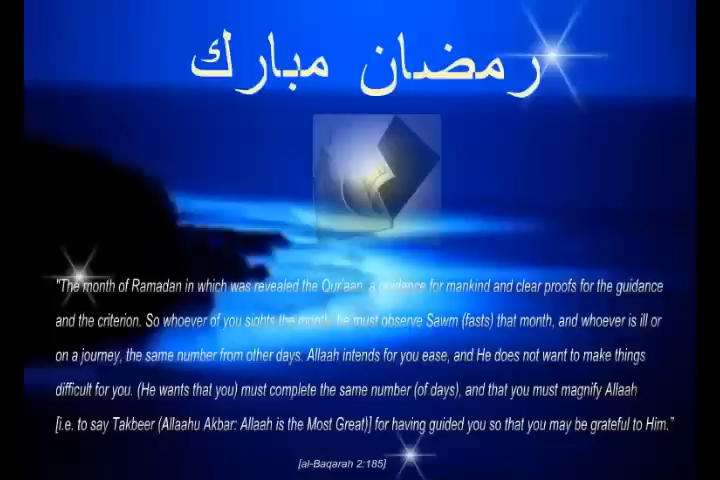 رمضان مبارك
"The month of Ramadan in which was revealed the Qur'aan, a guidance for mankind and clear proofs for the guidance
and the criterion. So whoever of you sights the month, he must observe Sawm (fasts) that month, and whoever is ill or
on a journey, the same number from other days. Allaah intends for you ease, and He does not want to make things
difficult for you. (He wants that you) must complete the same number (of days), and that you must magnify Allaah
[i.e. to say Takbeer (Allaahu Akbar: Allaah is the Most Great)] for having guided you so that you may be grateful to Him."
[al-Baqarah 2:185]